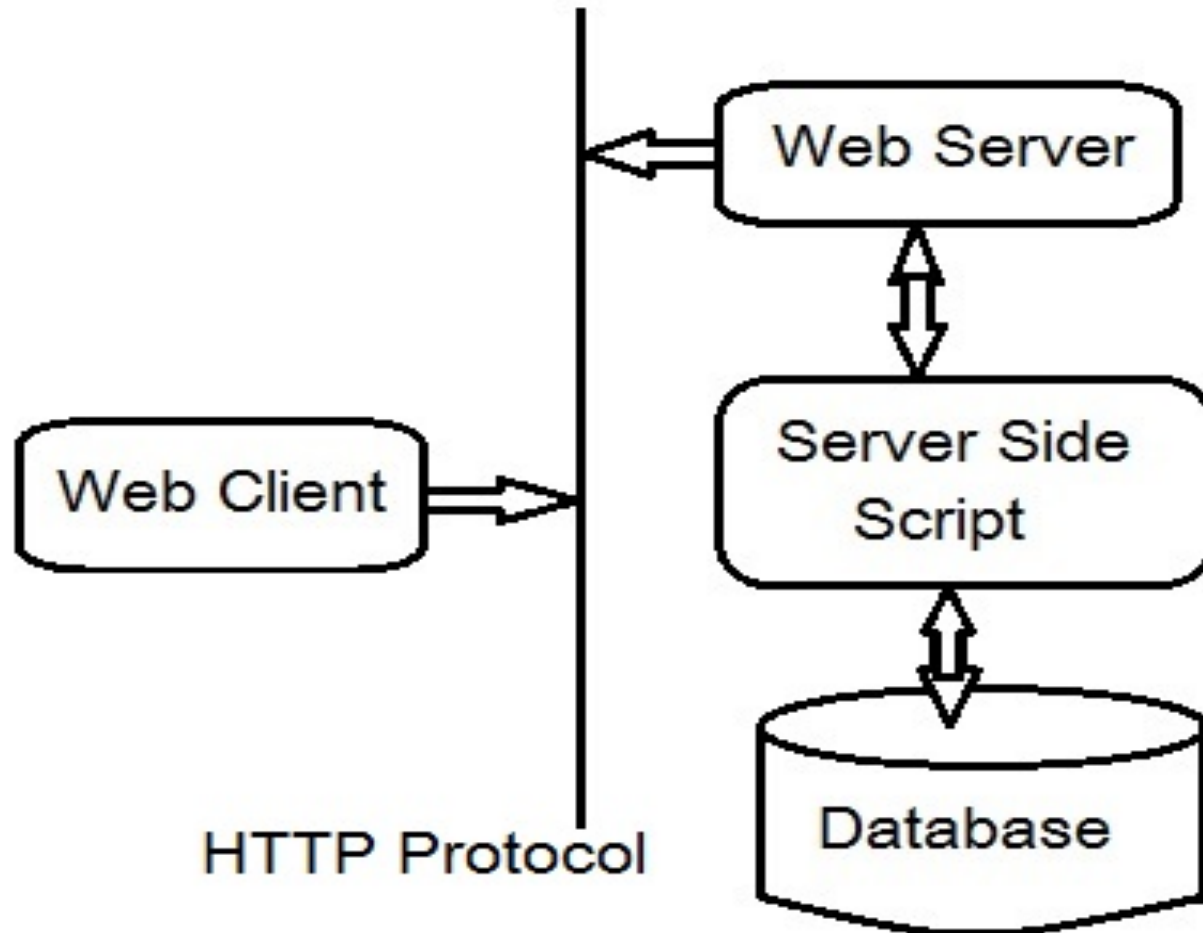 Web Server
Server Side
Script
Web Client
Database
HTTP Protocol